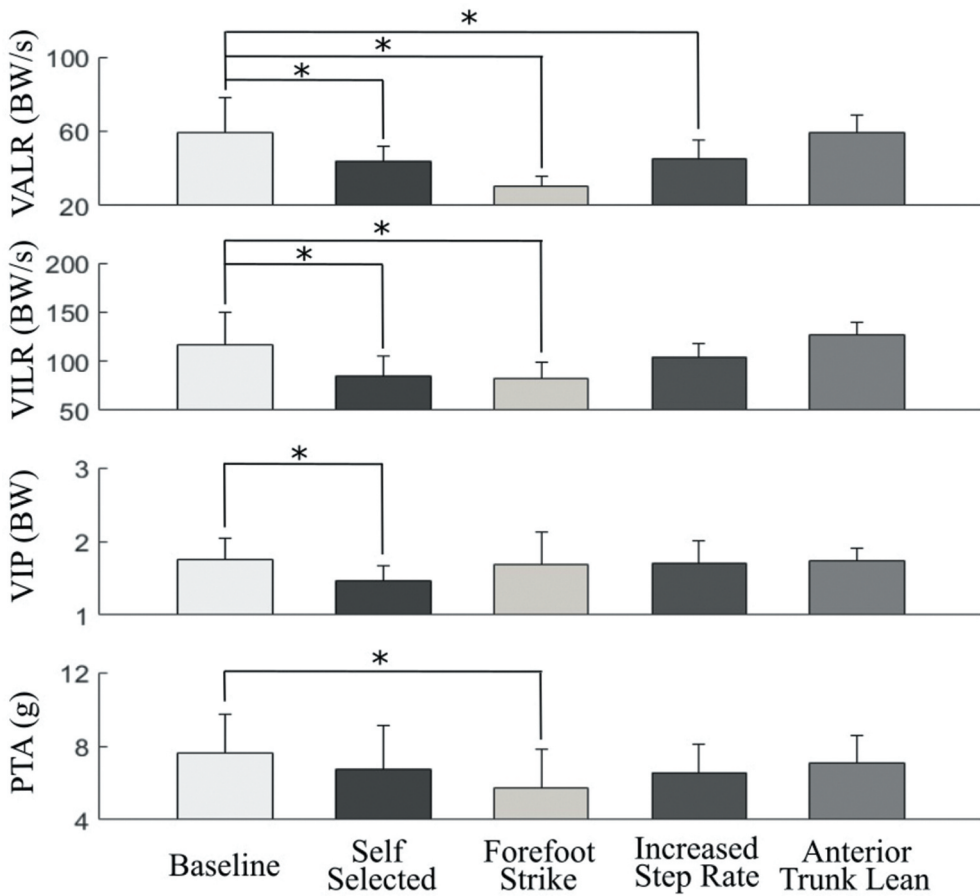 *
*
*
VALR (BW/s)
100
60
20
*
*
VILR (BW/s)
200
150
100
50
*
VIP (BW)
3
2
1
*
PTA (g)
12
8
4
Baseline
Self
Selected
Forefoot
Strike
Increased
Step Rate
Anterior
Trunk Lean